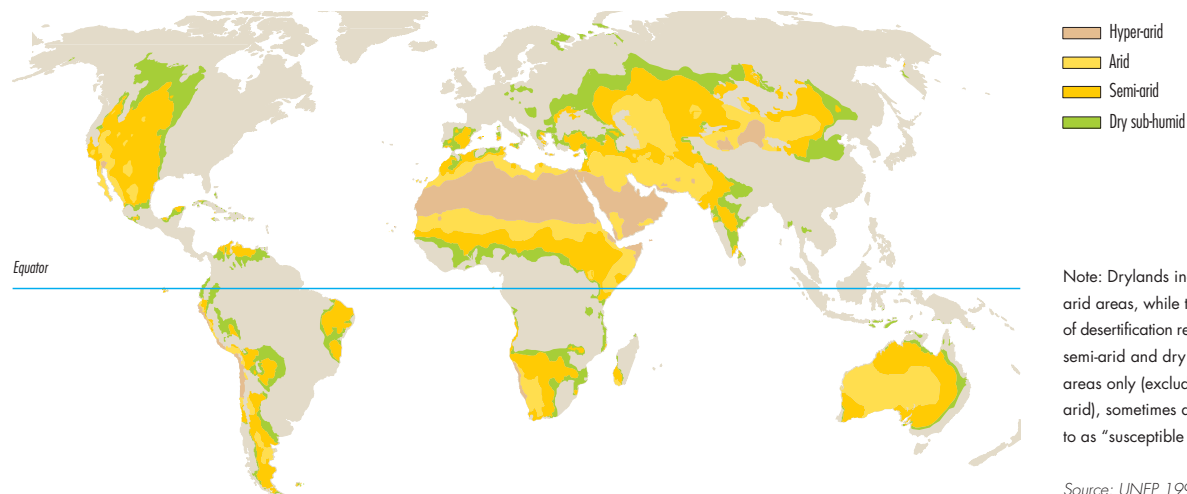 Hyper-arid
Arid
Semi-arid
Dry sub-humid
Equator
Note: Drylands in
arid areas, while
of desertification re
semi-arid and dry
areas only (exclu
arid), sometimes
to as “susceptible
Source: UNEP 199